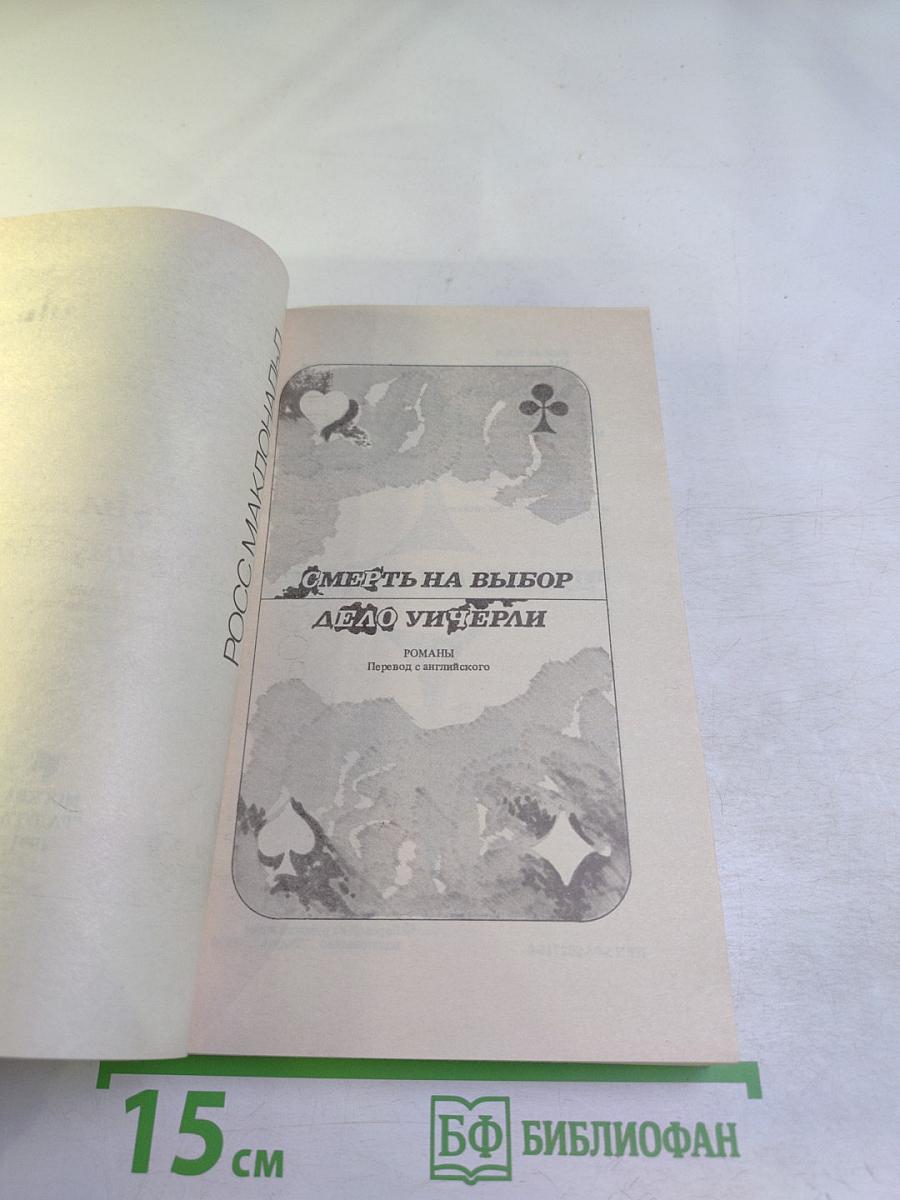 РОСС МАКДОНАЛЬД
СМЕРТЬ НА ВЫБОР
ДЕЛО УИЧЕРЛИ
РОМАНЫ
Перевод с английского
15 см
БФ БИБЛИОФАН